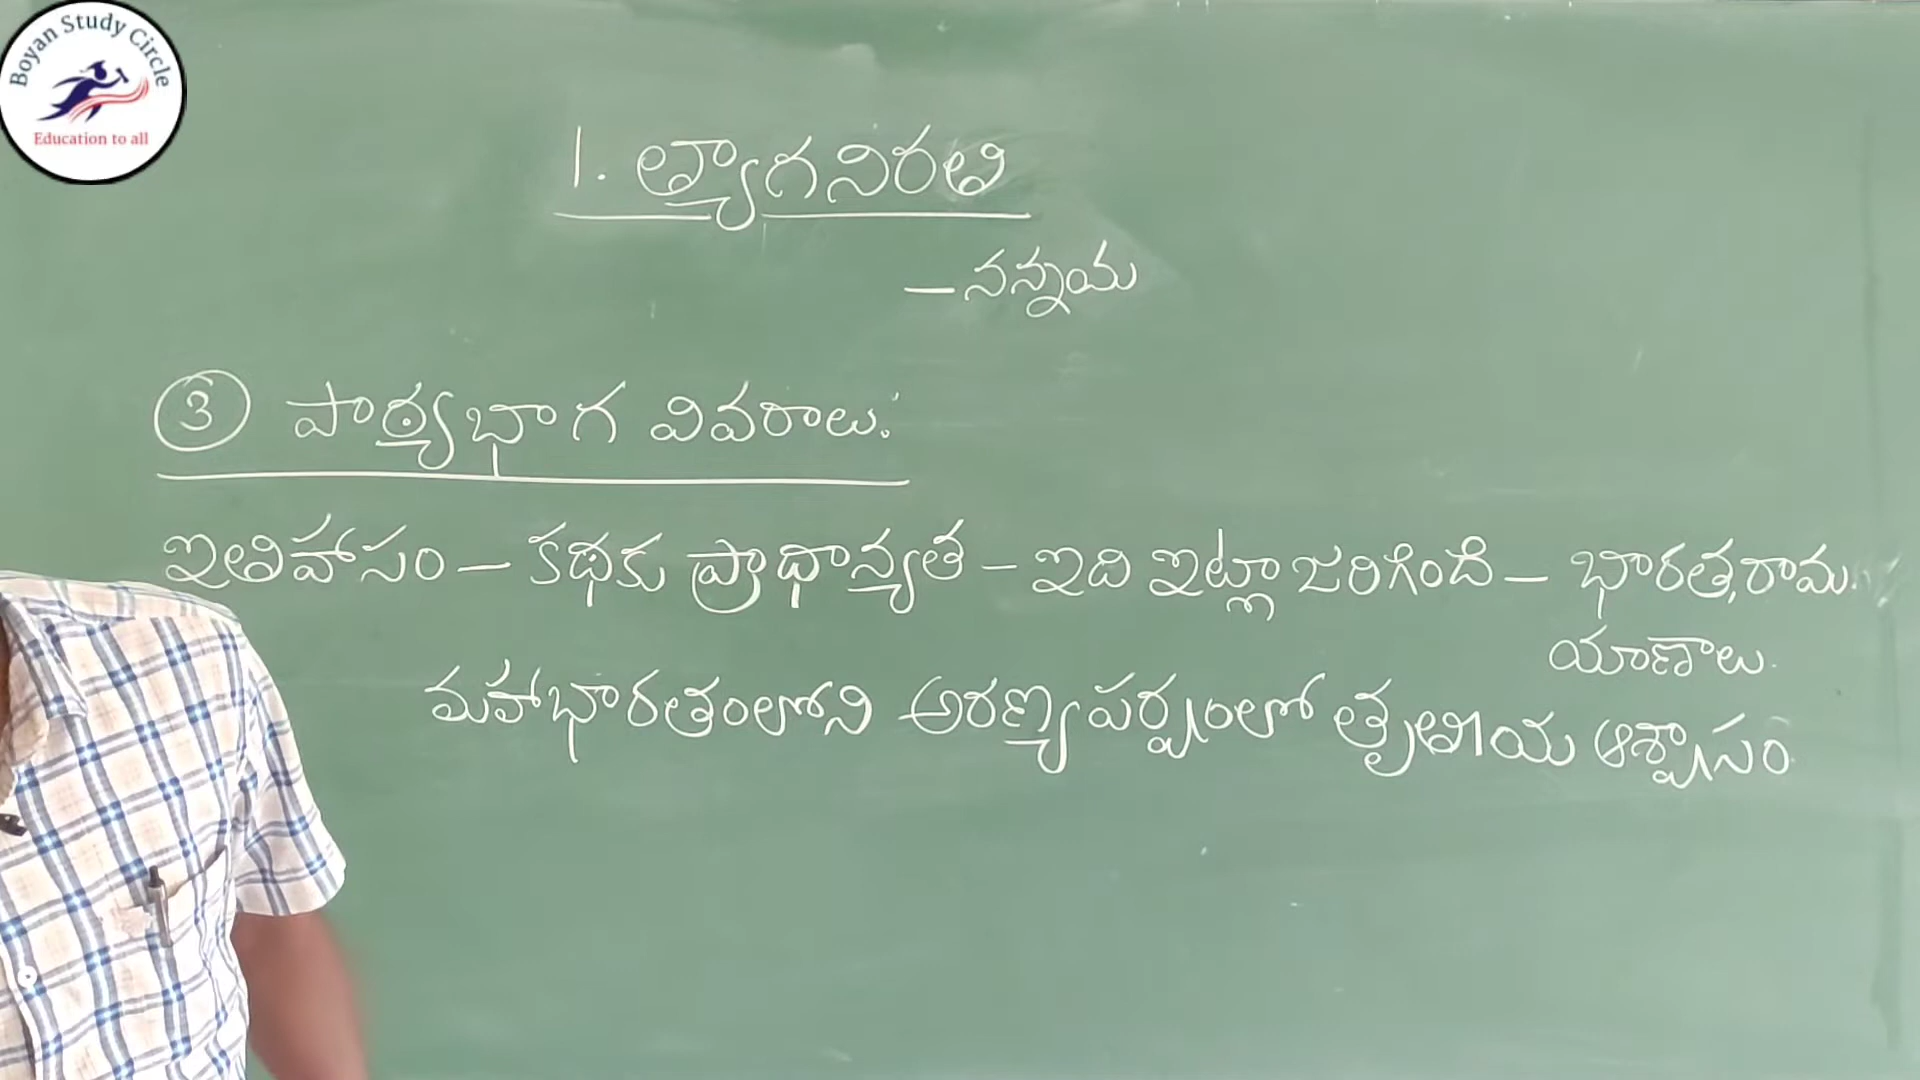 Boyan Study Circle
Education to all
1. త్యాగనిరతి
– నన్నయ
3 పాఠ్యభాగ వివరాలు:
ఇతిహాసం – కథకు ప్రాధాన్యత – ఇది ఇట్లా జరిగింది – భారత, రామ
యాణాలు.
మహాభారతంలోని అరణ్యపర్వంలో తృతీయ ఆశ్వాసం